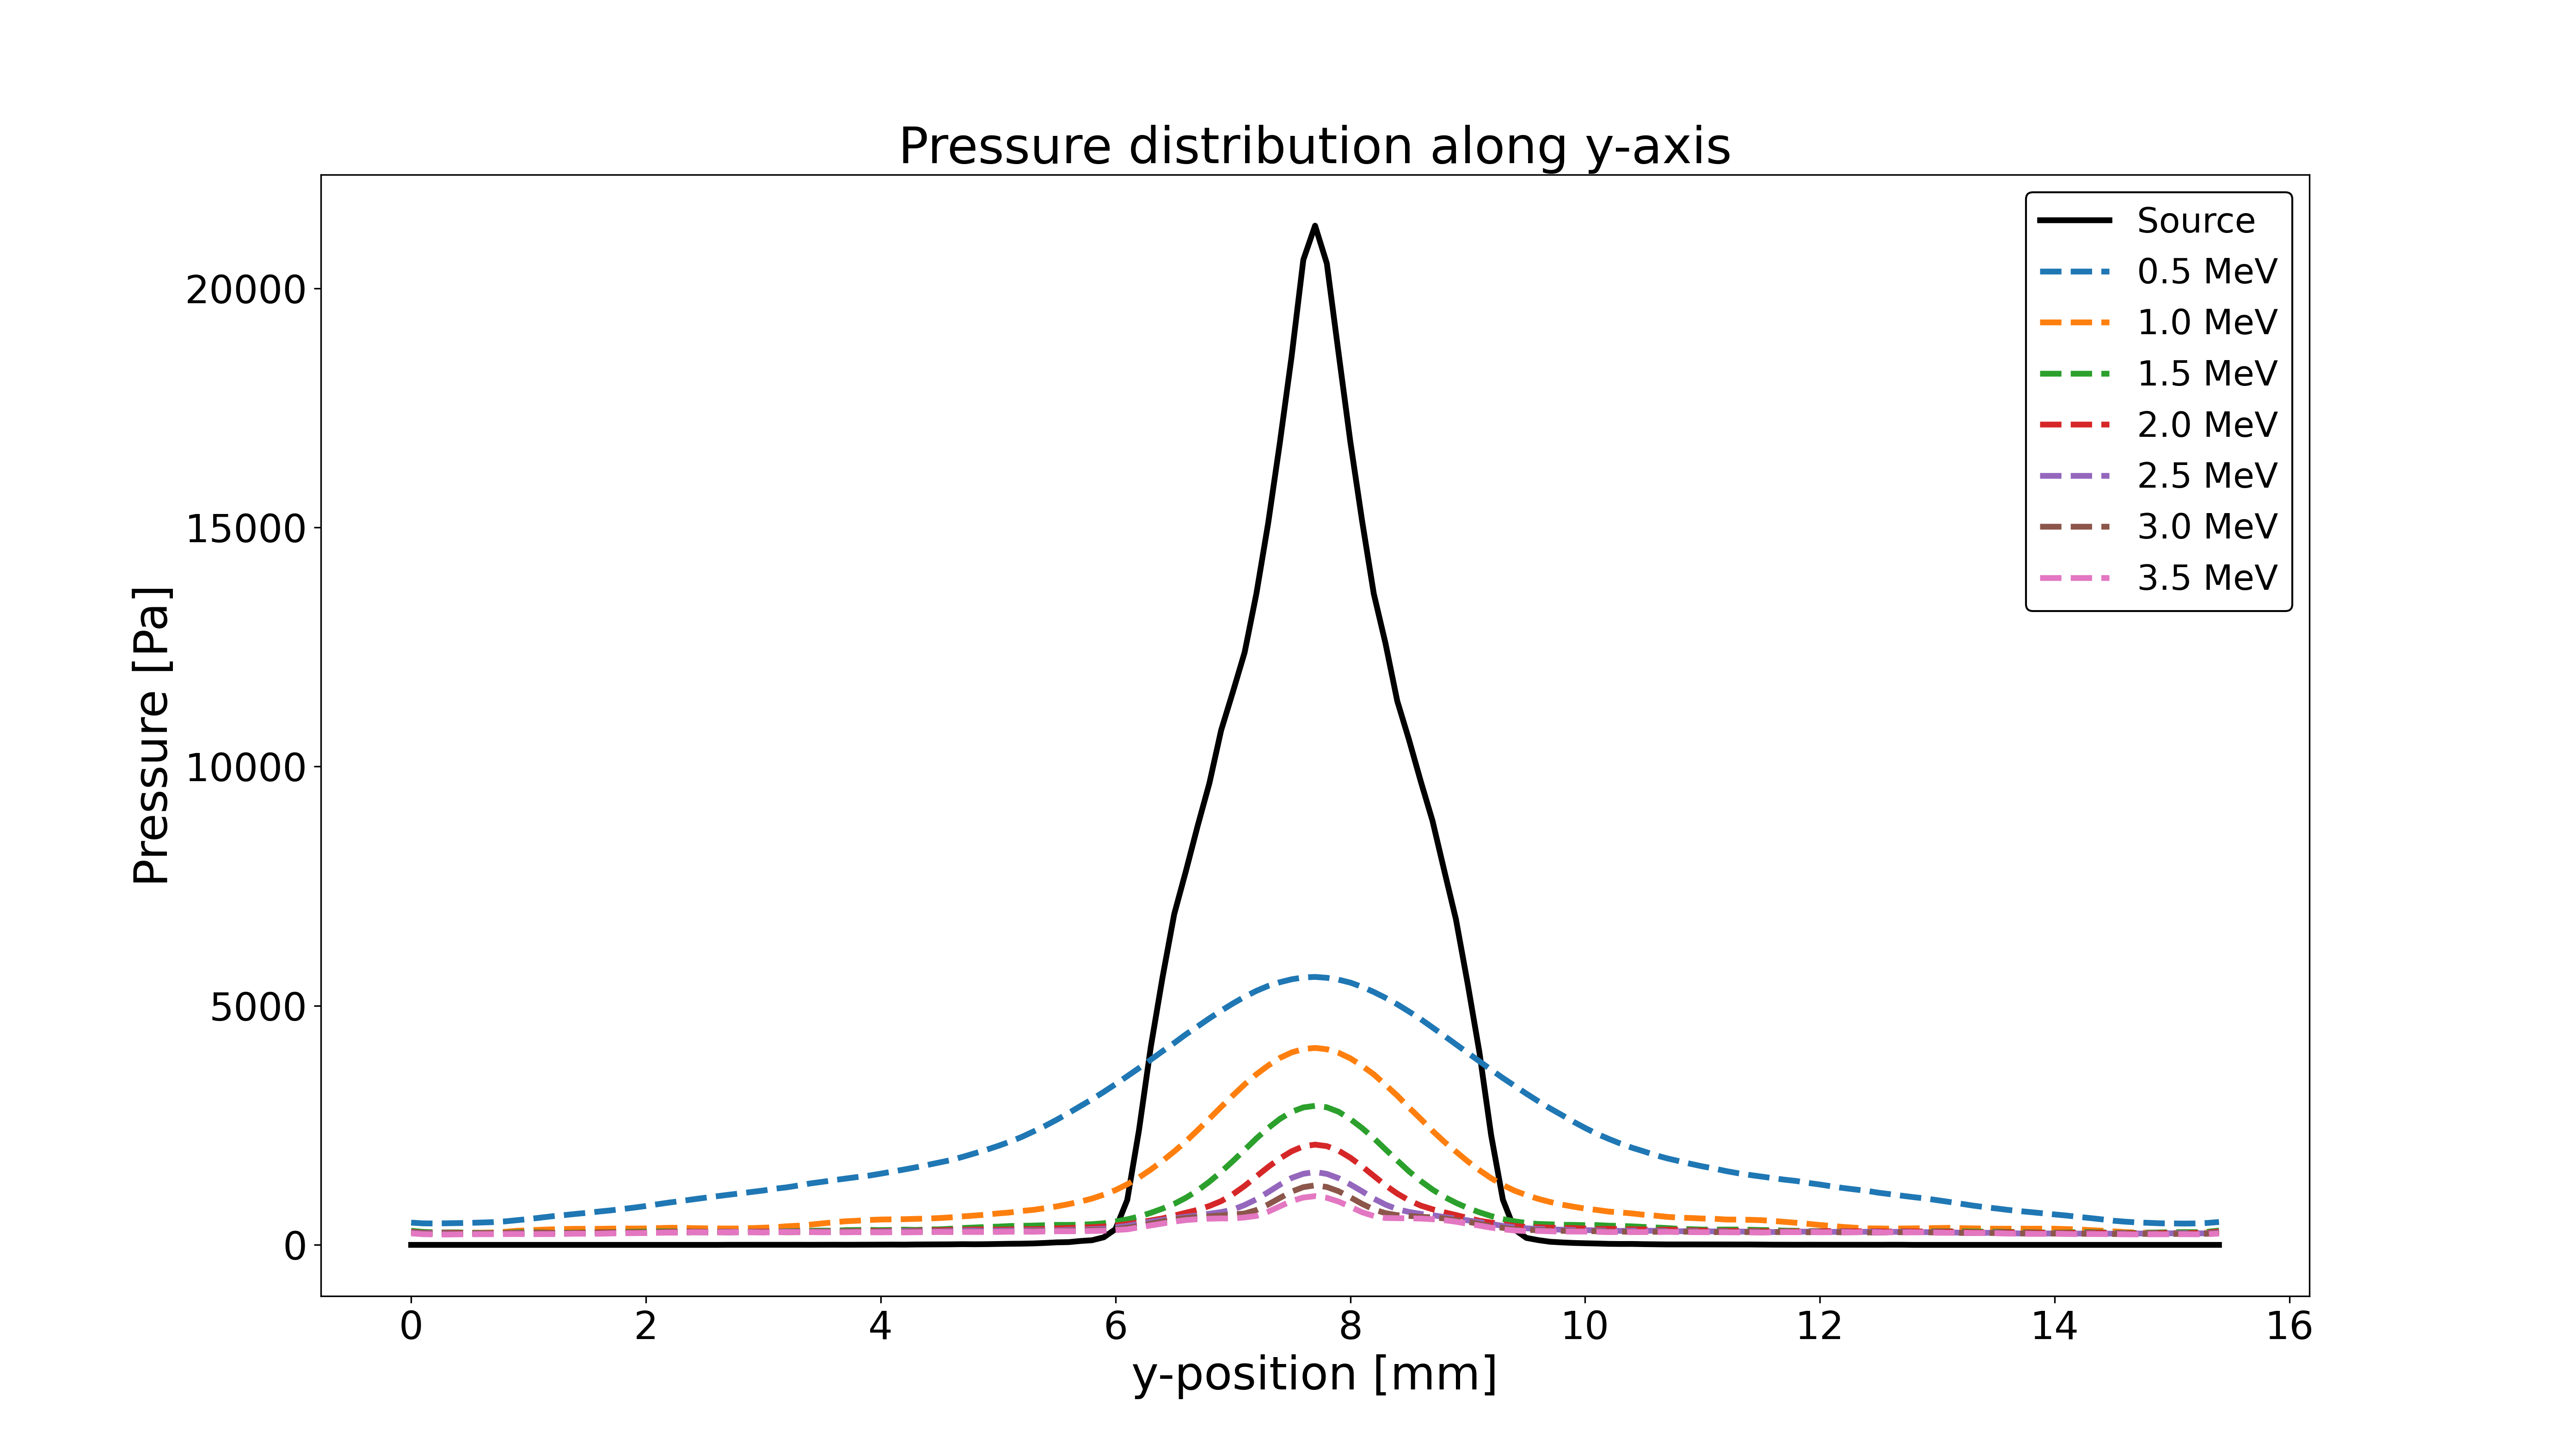 Pressure distribution along y-axis
Source
0.5 MeV
1.0 MeV
1.5 MeV
2.0 MeV
2.5 MeV
3.0 MeV
3.5 MeV
Pressure [Pa]
20000
15000
10000
5000
0
0 2 4 6 8 10 12 14 16
y-position [mm]